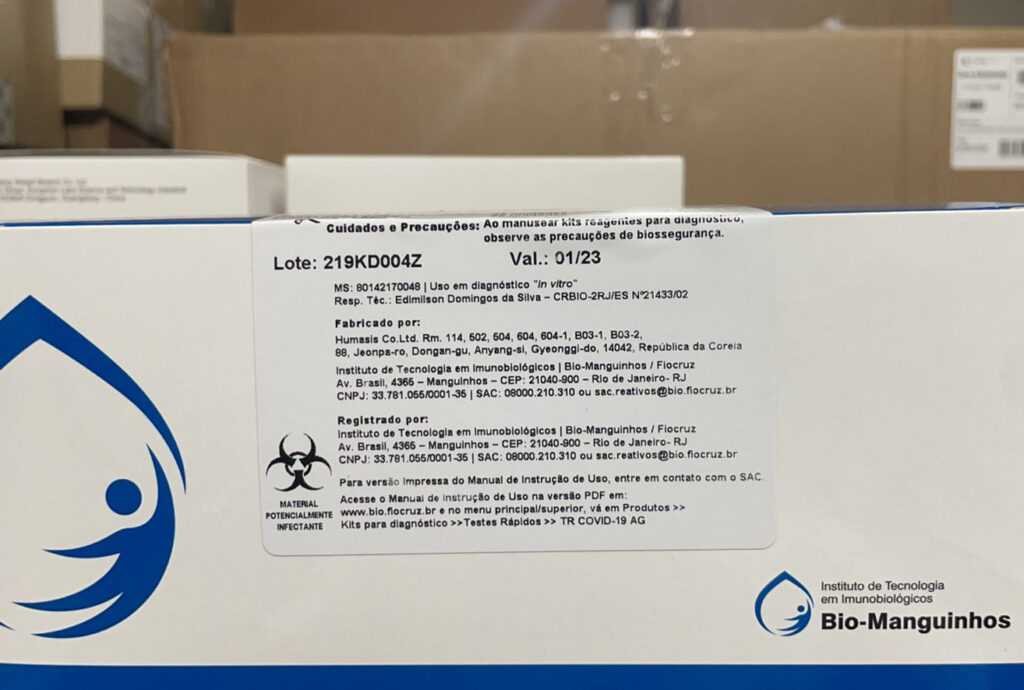 Cuidados e Precauções: Ao manusear kits reagentes para diagnóstico,
observe as precauções de biossegurança.
Lote: 219KD004Z Val.: 01/23
MS: 80142170048 | Uso em diagnóstico "in vitro"
Resp. Téc.: Edimilson Domingos da Silva – CRBIO-2RJ/ES Nº21433/02
Fabricado por:
Humasis Co.Ltd. Rm. 114, 502, 504, 604, 604-1, B03-1, B03-2,
88, Jeonpa-ro, Dongan-gu, Anyang-si, Gyeonggi-do, 14042, República da Coreia
Instituto de Tecnologia em Imunobiológicos | Bio-Manguinhos / Fiocruz
Av. Brasil, 4365 – Manguinhos – CEP: 21040-900 – Rio de Janeiro- RJ
CNPJ: 33.781.055/0001-35 | SAC: 08000.210.310 ou sac.reativos@bio.fiocruz.br
Registrado por:
Instituto de Tecnologia em Imunobiológicos | Bio-Manguinhos / Fiocruz
Av. Brasil, 4365 – Manguinhos – CEP: 21040-900 – Rio de Janeiro- RJ
CNPJ: 33.781.055/0001-35 | SAC: 08000.210.310 ou sac.reativos@bio.fiocruz.br
Para versão impressa do Manual de Instrução de Uso, entre em contato com o SAC.
Acesse o Manual de Instrução de Uso na versão PDF em:
www.bio.fiocruz.br e no menu principal/superior, vá em Produtos >>
Kits para diagnóstico >>Testes Rápidos >> TR COVID-19 AG
MATERIAL
POTENCIALMENTE
INFECTANTE
Instituto de Tecnologia
em Imunobiológicos
Bio-Manguinhos